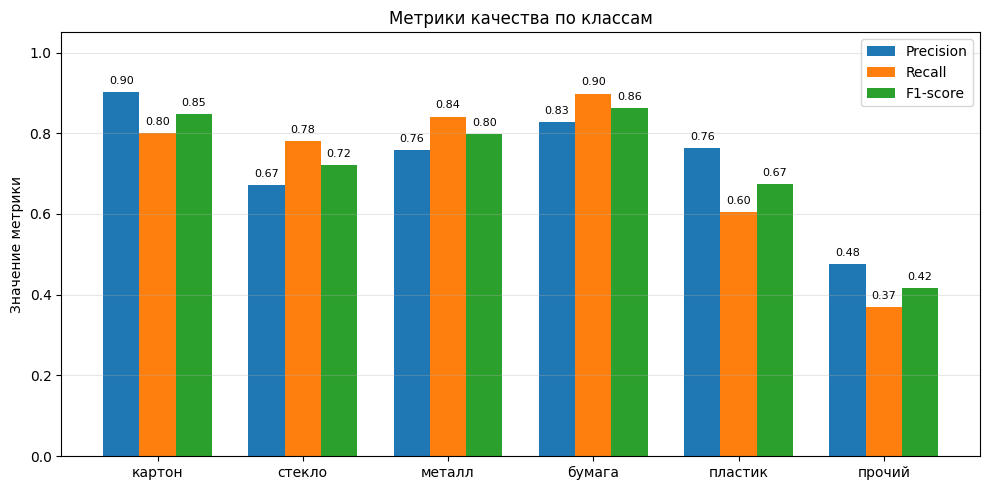 Метрики качества по классам
Значение метрики
1.0
0.8
0.6
0.4
0.2
0.0
Precision
Recall
F1-score
0.90
0.80
0.85
0.67
0.78
0.72
0.76
0.84
0.80
0.83
0.90
0.86
0.76
0.60
0.67
0.48
0.37
0.42
картон
стекло
металл
бумага
пластик
прочий